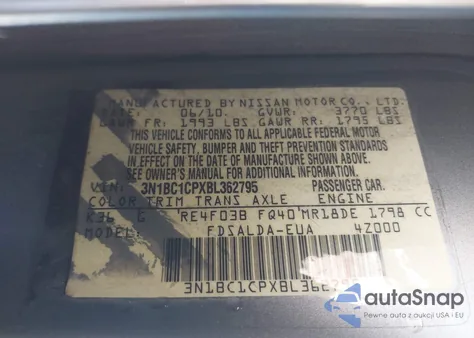 MANUFACTURED BY NISSAN MOTOR CO., LTD.
DATE: 06/10. GVWR: 3770 LBS
GAWR FR: 1993 LBS GAWR RR: 1795 LBS
THIS VEHICLE CONFORMS TO ALL APPLICABLE FEDERAL MOTOR
VEHICLE SAFETY, BUMPER AND THEFT PREVENTION STANDARDS
IN EFFECT ON THE DATE OF MANUFACTURE SHOWN ABOVE.
SEE OWNER'S MANUAL FOR ADDITIONAL INFORMATION.
VIN: 3N1BC1CPXBL362795 PASSENGER CAR.
COLOR TRIM TRANS AXLE ENGINE
K36 G RE4F03B FQ40 MR18DE 1798 CC
FDSALDA-EUA 4Z000
3N1BC1CPXBL362795
autoSnap
Pewne auta z USA i EU